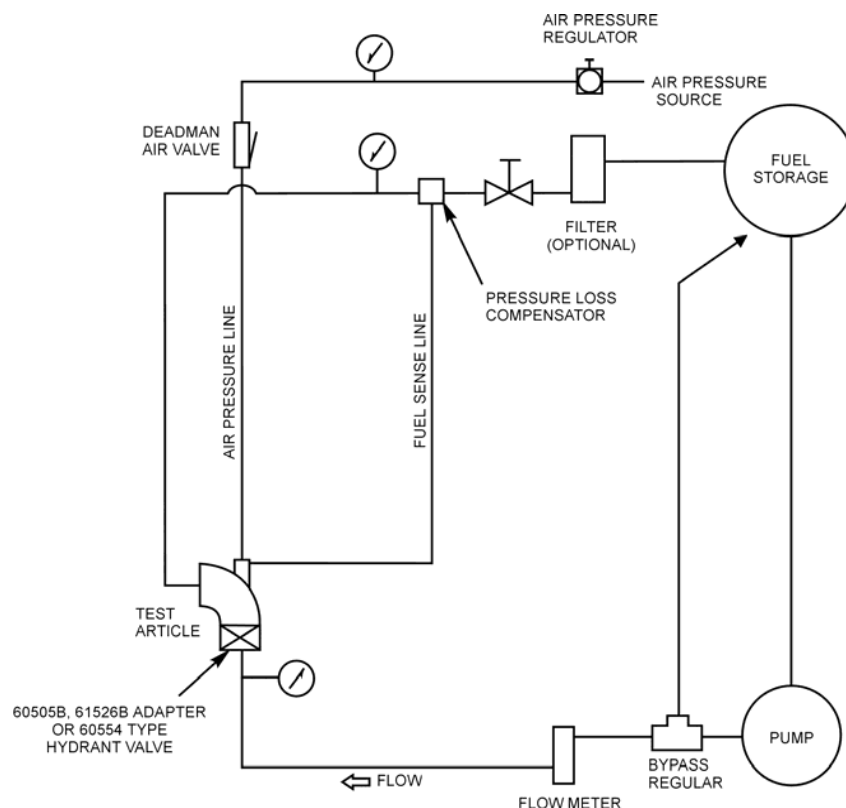 AIR PRESSURE
REGULATOR
AIR PRESSURE
SOURCE
DEADMAN
AIR VALVE
FUEL
STORAGE
FILTER
(OPTIONAL)
PRESSURE LOSS
COMPENSATOR
AIR PRESSURE LINE
FUEL SENSE LINE
TEST
ARTICLE
60505B, 61526B ADAPTER
OR 60554 TYPE
HYDRANT VALVE
FLOW
FLOW METER
BYPASS
REGULAR
PUMP